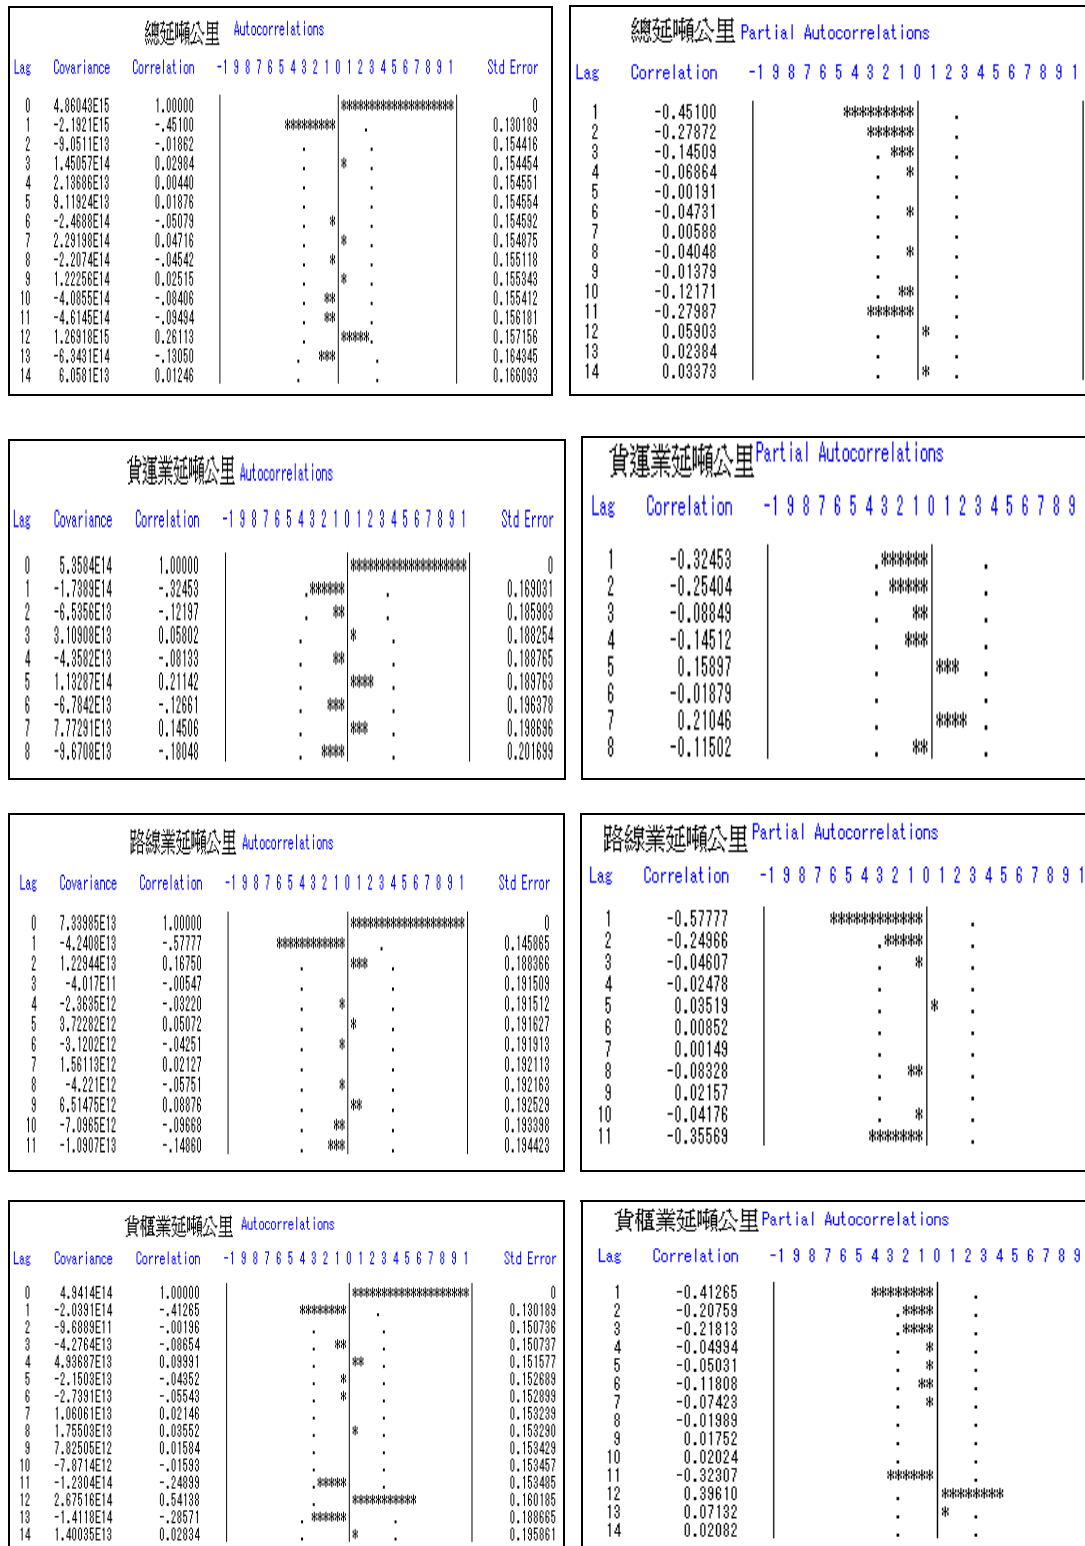 總延噸公里 Autocorrelations
Lag Covariance Correlation -1 9 8 7 6 5 4 3 2 1 0 1 2 3 4 5 6 7 8 9 1 Std Error
0 4.86043E15 1.00000 |********************| 0
1 -2.1921E15 -.45100 *********| . 0.130189
2 -9.0511E13 -.01862 . | . 0.154416
3 1.45057E14 0.02984 . |* . 0.154454
4 2.13686E13 0.00440 . | . 0.154551
5 9.11924E13 0.01876 . | . 0.154554
6 -2.4688E14 -.05079 . *| . 0.154592
7 2.29198E14 0.04716 . |* . 0.154875
8 -2.2074E14 -.04542 . *| . 0.155118
9 1.22256E14 0.02515 . |* . 0.155343
10 -4.0855E14 -.08406 . **| . 0.155412
11 -4.6145E14 -.09494 . **| . 0.156181
12 1.26918E15 0.26113 . |*****. 0.157156
13 -6.3431E14 -.13050 . ***| . 0.164345
14 6.0581E13 0.01246 . | . 0.166093
總延噸公里 Partial Autocorrelations
Lag Correlation -1 9 8 7 6 5 4 3 2 1 0 1 2 3 4 5 6 7 8 9 1
1 -0.45100 *********| .
2 -0.27872 ******| .
3 -0.14509 . ***| .
4 -0.06864 . *| .
5 -0.00191 . | .
6 -0.04731 . *| .
7 0.00588 . | .
8 -0.04048 . *| .
9 -0.01379 . | .
10 -0.12171 . **| .
11 -0.27987 ******| .
12 0.05903 . |* .
13 0.02384 . | .
14 0.03373 . |* .
貨運業延噸公里 Autocorrelations
Lag Covariance Correlation -1 9 8 7 6 5 4 3 2 1 0 1 2 3 4 5 6 7 8 9 1 Std Error
0 5.3584E14 1.00000 |********************| 0
1 -1.7389E14 -.32453 .******| . 0.169031
2 -6.5356E13 -.12197 . **| . 0.185983
3 3.10908E13 0.05802 . |* . 0.188254
4 -4.3582E13 -.08133 . **| . 0.188765
5 1.13287E14 0.21142 . |**** . 0.189763
6 -6.7842E13 -.12661 . ***| . 0.196378
7 7.77291E13 0.14506 . |*** . 0.198696
8 -9.6708E13 -.18048 . ****| . 0.201699
貨運業延噸公里 Partial Autocorrelations
Lag Correlation -1 9 8 7 6 5 4 3 2 1 0 1 2 3 4 5 6 7 8 9
1 -0.32453 .******| .
2 -0.25404 . *****| .
3 -0.08849 . **| .
4 -0.14512 . ***| .
5 0.15897 . |*** .
6 -0.01879 . | .
7 0.21046 . |**** .
8 -0.11502 . **| .
路線業延噸公里 Autocorrelations
Lag Covariance Correlation -1 9 8 7 6 5 4 3 2 1 0 1 2 3 4 5 6 7 8 9 1 Std Error
0 7.33985E13 1.00000 |********************| 0
1 -4.2408E13 -.57777 ************| . 0.145865
2 1.22944E13 0.16750 . |*** . 0.188366
3 -4.017E11 -.00547 . | . 0.191509
4 -2.3635E12 -.03220 . *| . 0.191512
5 3.72282E12 0.05072 . |* . 0.191627
6 -3.1202E12 -.04251 . *| . 0.191913
7 1.56113E12 0.02127 . | . 0.192113
8 -4.221E12 -.05751 . *| . 0.192163
9 6.51475E12 0.08876 . |** . 0.192529
10 -7.0965E12 -.09668 . **| . 0.193398
11 -1.0907E13 -.14860 . ***| . 0.194423
路線業延噸公里 Partial Autocorrelations
Lag Correlation -1 9 8 7 6 5 4 3 2 1 0 1 2 3 4 5 6 7 8 9 1
1 -0.57777 ************| .
2 -0.24966 .*****| .
3 -0.04607 . *| .
4 -0.02478 . | .
5 0.03519 . |* .
6 0.00852 . | .
7 0.00149 . | .
8 -0.08328 . **| .
9 0.02157 . | .
10 -0.04176 . *| .
11 -0.35569 *******| .
貨櫃業延噸公里 Autocorrelations
Lag Covariance Correlation -1 9 8 7 6 5 4 3 2 1 0 1 2 3 4 5 6 7 8 9 1 Std Error
0 4.9414E14 1.00000 |********************| 0
1 -2.0391E14 -.41265 ********| . 0.130189
2 -9.6889E11 -.00196 . | . 0.150736
3 -4.2764E13 -.08654 . **| . 0.150737
4 4.93687E13 0.09991 . |** . 0.151577
5 -2.1503E13 -.04352 . *| . 0.152689
6 -2.7391E13 -.05543 . *| . 0.152899
7 1.06061E13 0.02146 . | . 0.153239
8 1.75503E13 0.03552 . |* . 0.153290
9 7.82505E12 0.01584 . | . 0.153429
10 -7.8714E12 -.01593 . | . 0.153457
11 -1.2304E14 -.24899 .*****| . 0.153485
12 2.67516E14 0.54138 . |*********** 0.160185
13 -1.4118E14 -.28571 . ******| . 0.188665
14 1.40035E13 0.02834 . |* . 0.195861
貨櫃業延噸公里 Partial Autocorrelations
Lag Correlation -1 9 8 7 6 5 4 3 2 1 0 1 2 3 4 5 6 7 8 9
1 -0.41265 ********| .
2 -0.20759 .****| .
3 -0.21813 .****| .
4 -0.04994 . *| .
5 -0.05031 . *| .
6 -0.11808 . **| .
7 -0.07423 . *| .
8 -0.01989 . | .
9 0.01752 . | .
10 0.02024 . | .
11 -0.32307 ******| .
12 0.39610 . |********
13 0.07132 . |* .
14 0.02082 . | .